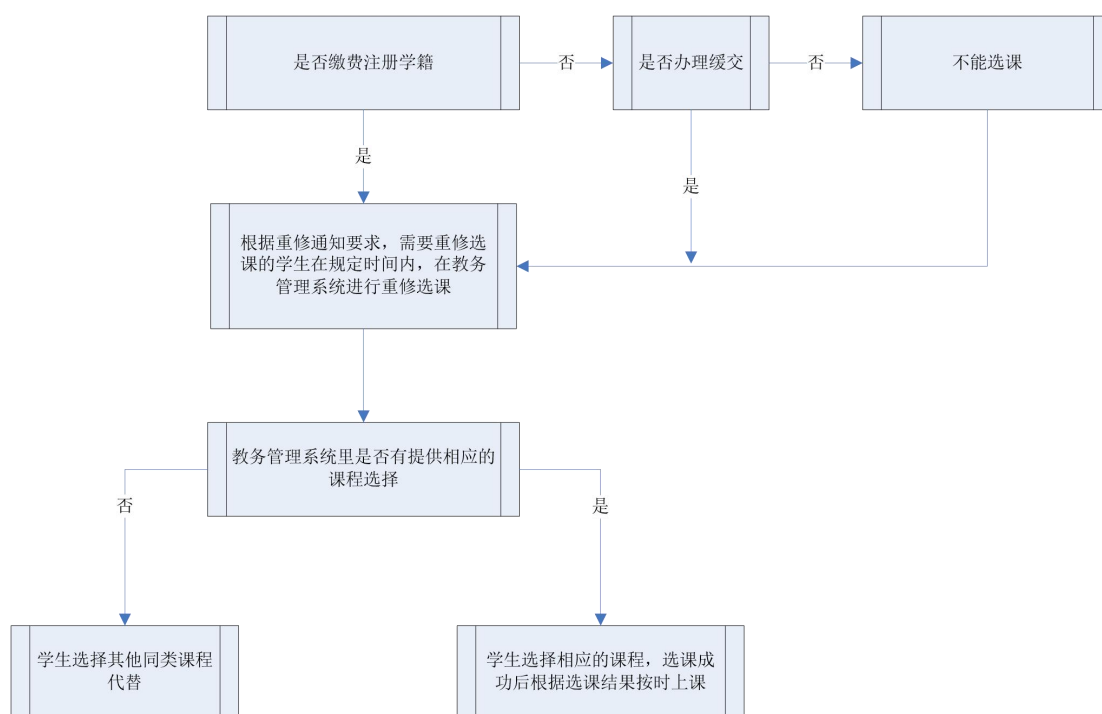 是否缴费注册学籍
否
是否办理缓交
否
不能选课
是
是
根据重修通知要求，需要重修选
课的学生在规定时间内，在教务
管理系统进行重修选课
教务管理系统里是否有提供相应的
课程选择
否
是
学生选择其他同类课程
代替
学生选择相应的课程，选课成
功后根据选课结果按时上课